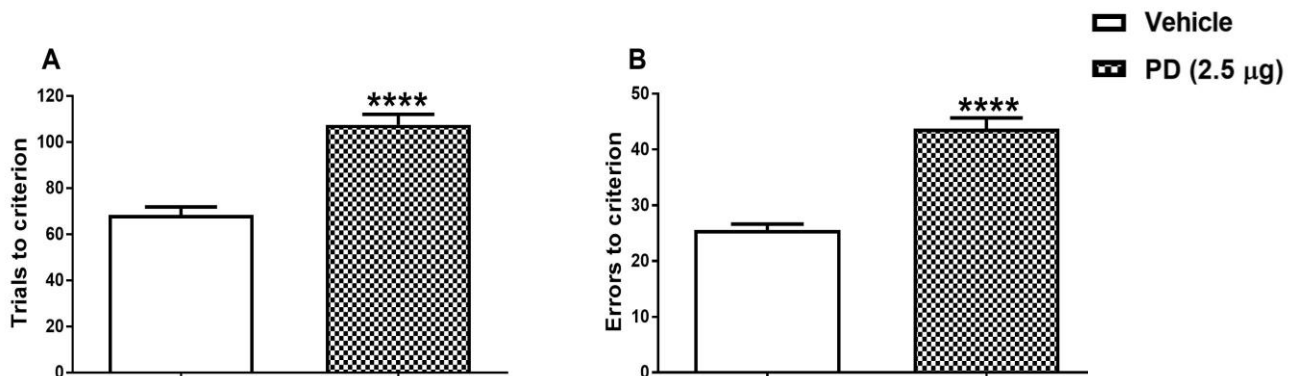 Vehicle
PD (2.5 μg)
A
Trials to criterion
120
100
80
60
40
20
0
****
B
Errors to criterion
50
40
30
20
10
0
****